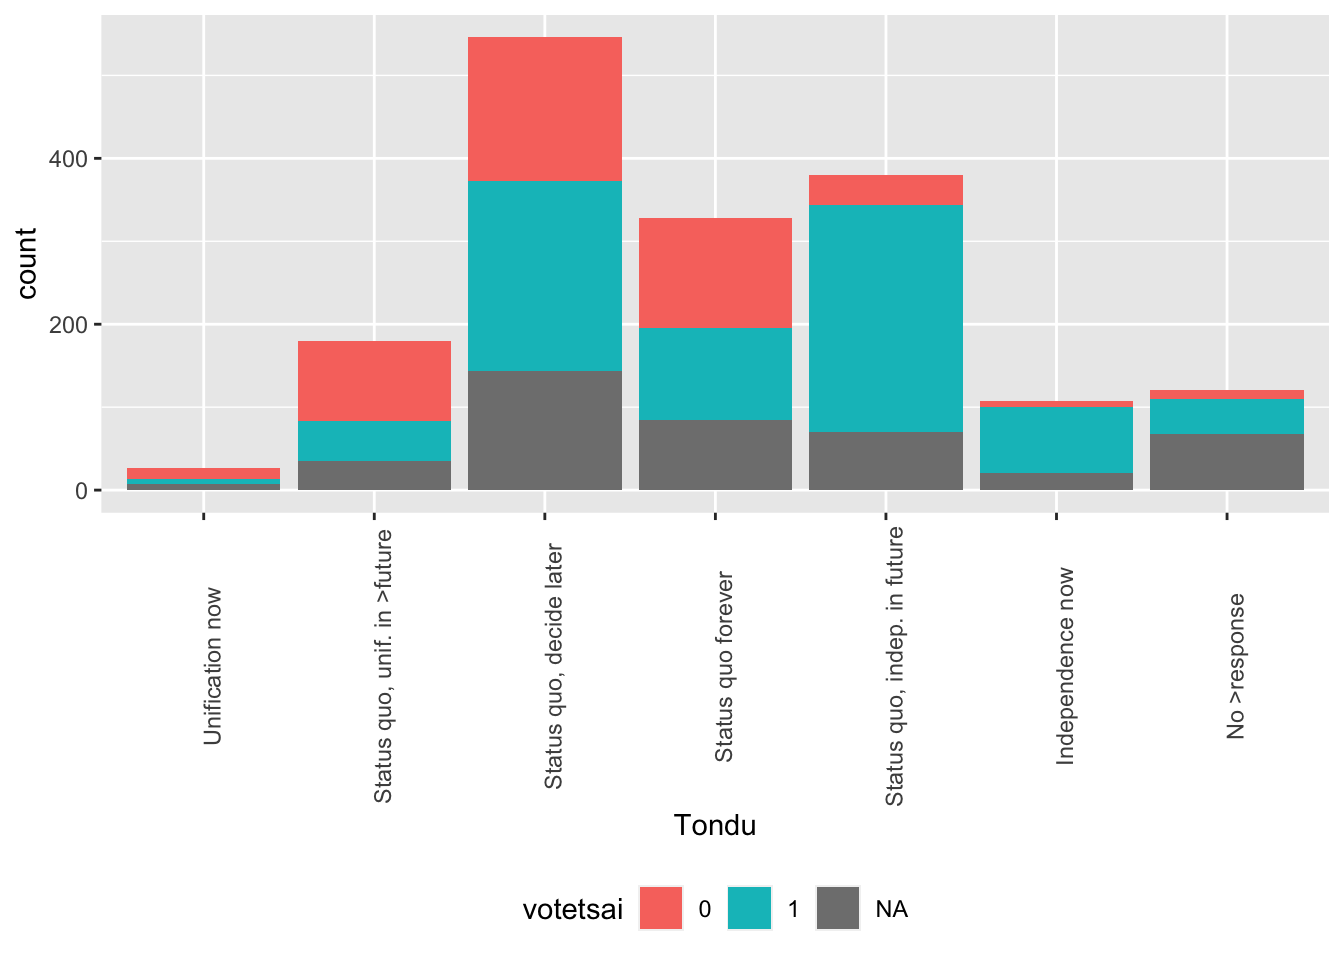 count
400
200
0
Unification now
Status quo, unif. in >future
Status quo, decide later
Status quo forever
Status quo, indep. in future
Independence now
No >response
Tondu
votetsai 0 1 NA